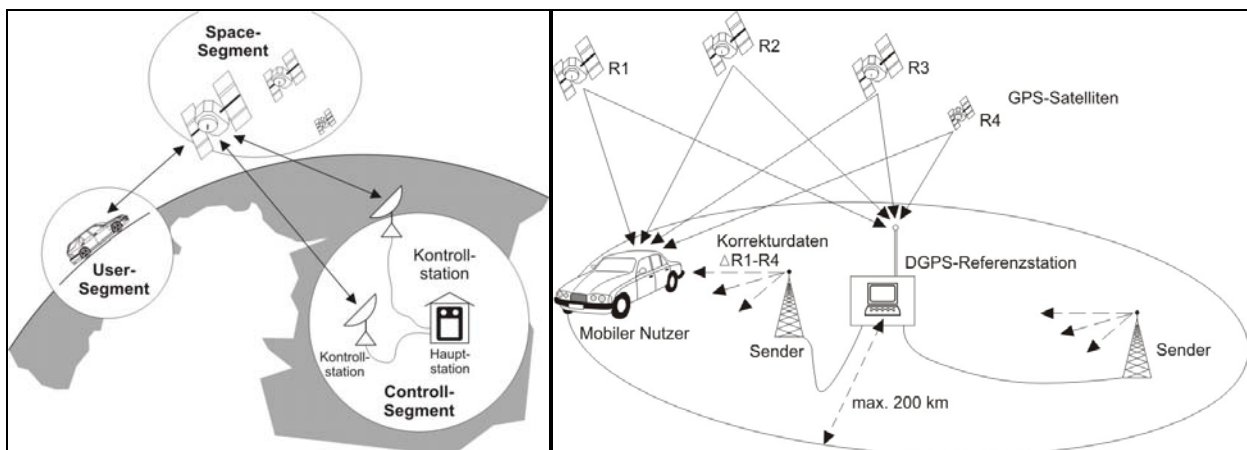 Space-
Segment
User-
Segment
Kontroll-
station
Kontroll-
station
Haupt-
station
Controll-
Segment
R1
R2
R3
R4
GPS-Satelliten
Korrekturdaten
△R1-R4
DGPS-Referenzstation
Mobiler Nutzer
Sender
Sender
max. 200 km